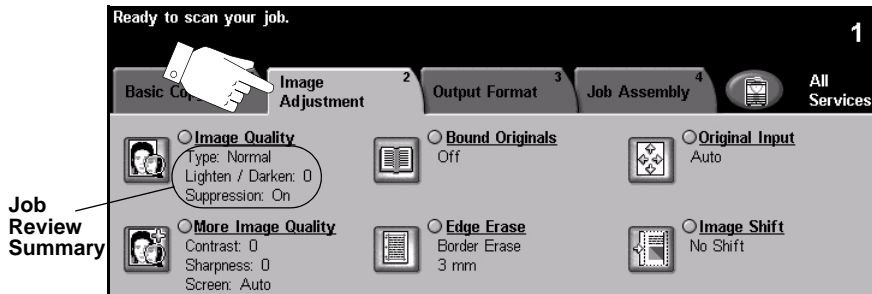 Ready to scan your job.
1
Basic Co
Image Adjustment
2
Output Format
3
Job Assembly
4
All Services
Image Quality
Type: Normal
Lighten / Darken: 0
Suppression: On
Bound Originals
Off
Original Input
Auto
Job Review Summary
More Image Quality
Contrast: 0
Sharpness: 0
Screen: Auto
Edge Erase
Border Erase
3 mm
Image Shift
No Shift